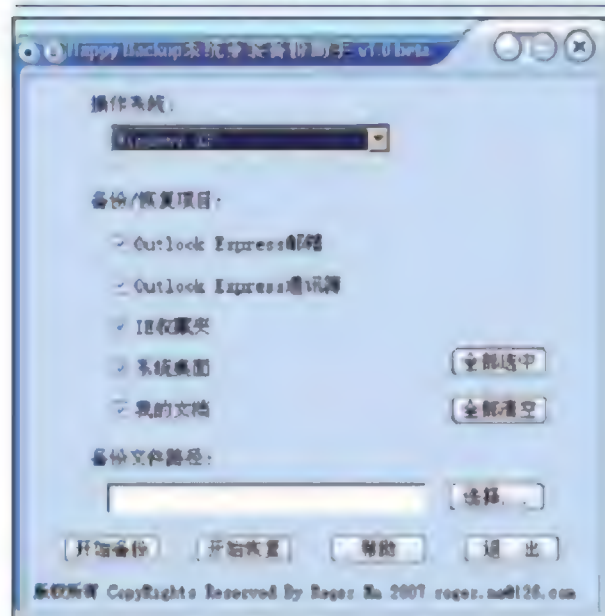 Happy Backup系统重装备份助手 v1.0 beta
操作系统:
Windows XP
备份/恢复项目:
Outlook Express邮箱
Outlook Express通讯簿
IE收藏夹
系统桌面
全部选中
我的文档
全部清空
备份文件路径:
选择...
开始备份 开始恢复 帮助 退 出
版权所有 CopyRights Reserved By Roger Ma 2007 roger.ma@126.com